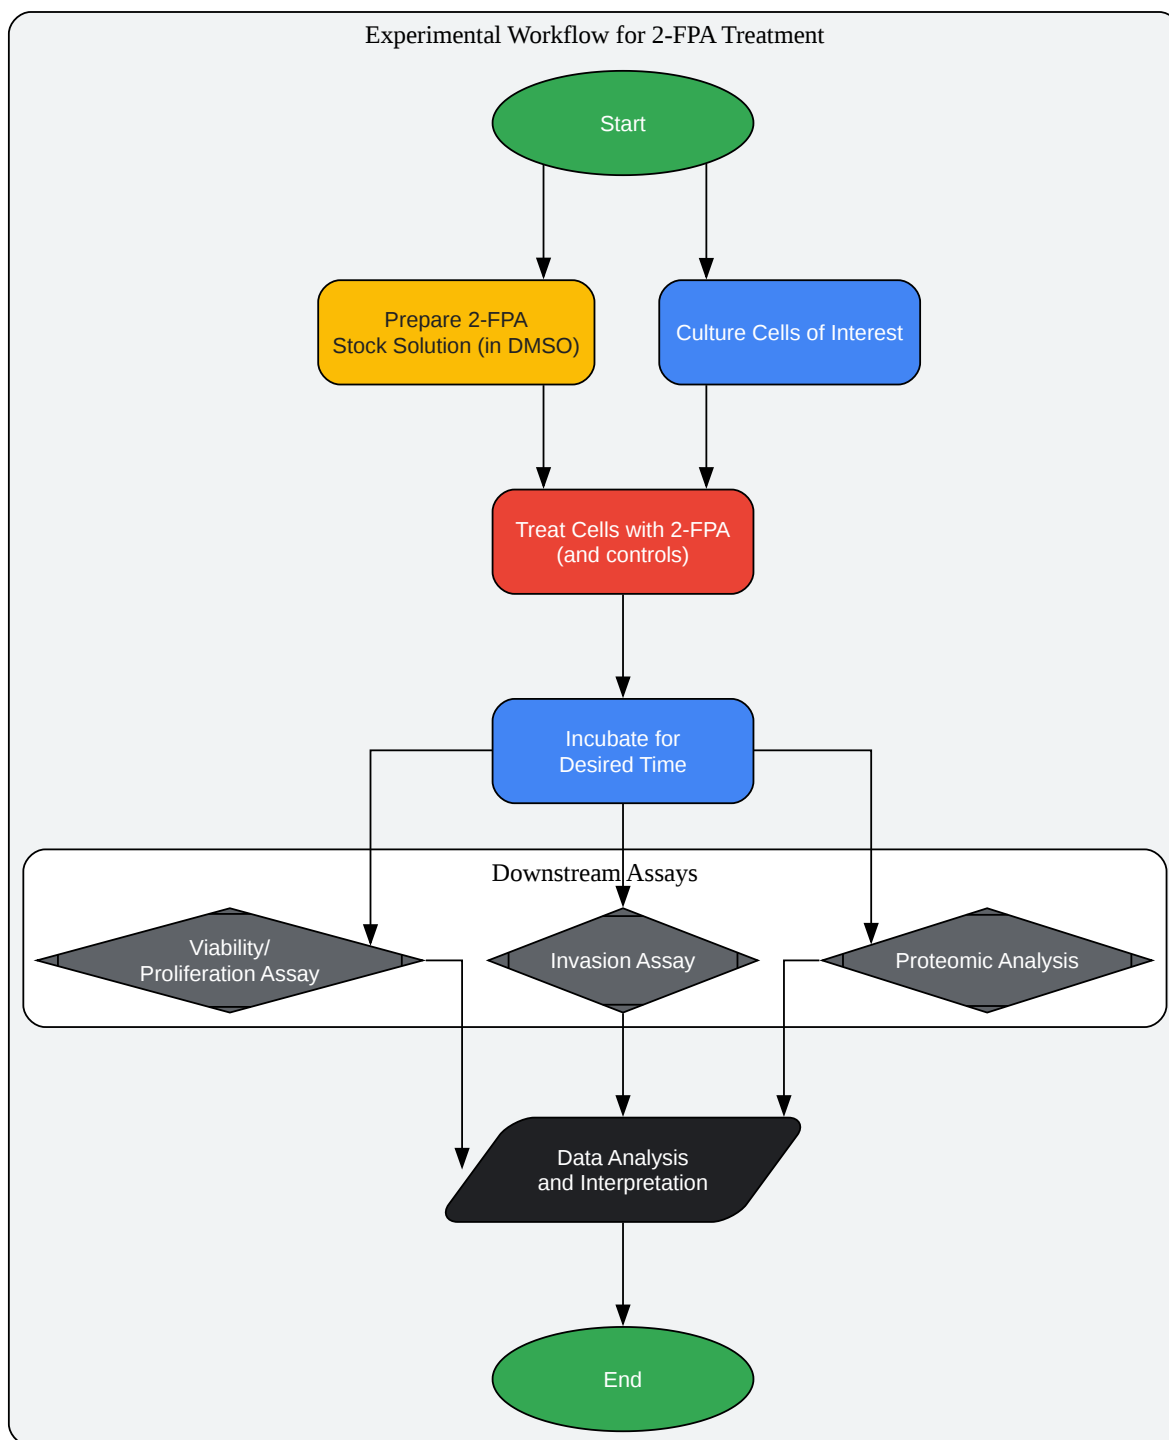 Experimental Workflow for 2-FPA Treatment
Start
Prepare 2-FPA
Stock Solution (in DMSO)
Culture Cells of Interest
Treat Cells with 2-FPA
(and controls)
Incubate for
Desired Time
Downstream Assays
Viability/
Proliferation Assay
Invasion Assay
Proteomic Analysis
Data Analysis
and Interpretation
End